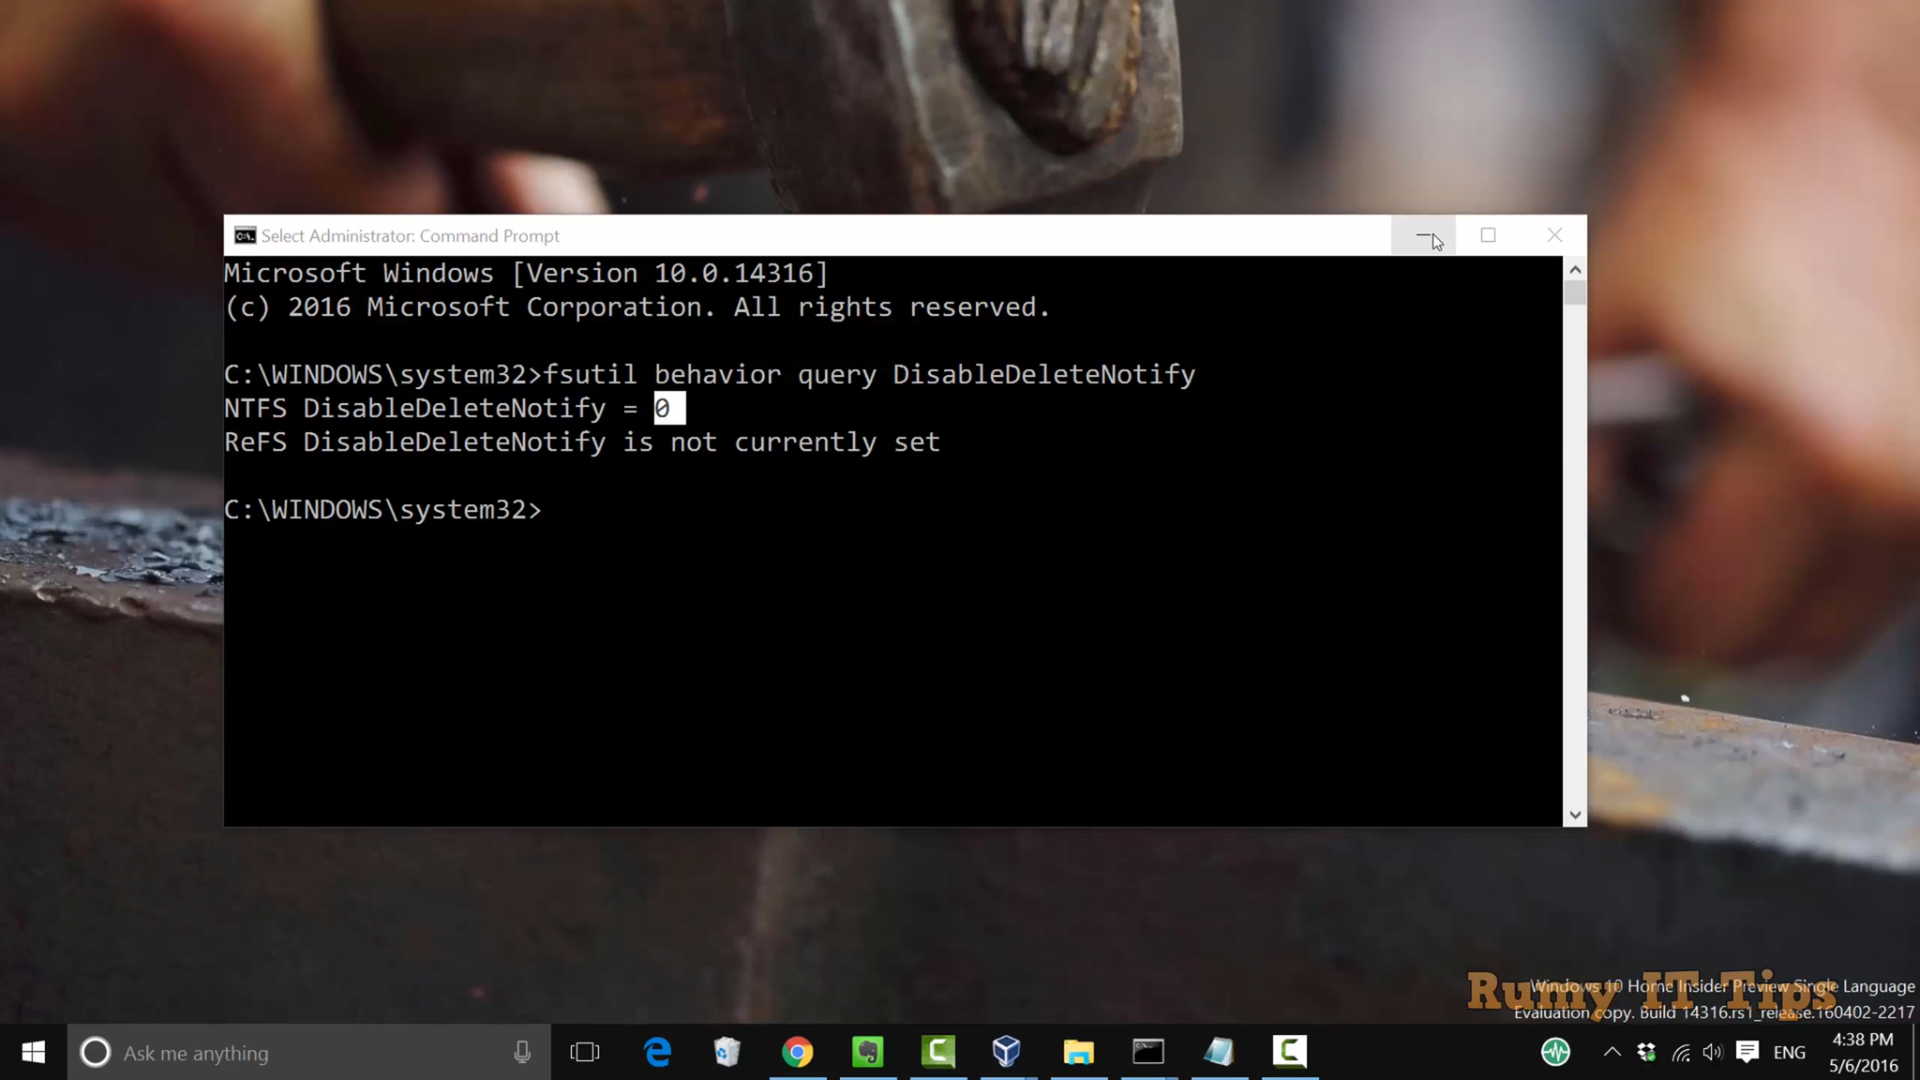 Select Administrator: Command Prompt
Microsoft Windows [Version 10.0.14316]
(c) 2016 Microsoft Corporation. All rights reserved.
C:\WINDOWS\system32>fsutil behavior query DisableDeleteNotify
NTFS DisableDeleteNotify = 0
ReFS DisableDeleteNotify is not currently set
C:\WINDOWS\system32>
Rumy IT Tips
Windows 10 Home Insider Preview Single Language
Evaluation copy. Build 14316.rs1_release.160402-2217
Ask me anything
ENG
4:38 PM
5/6/2016